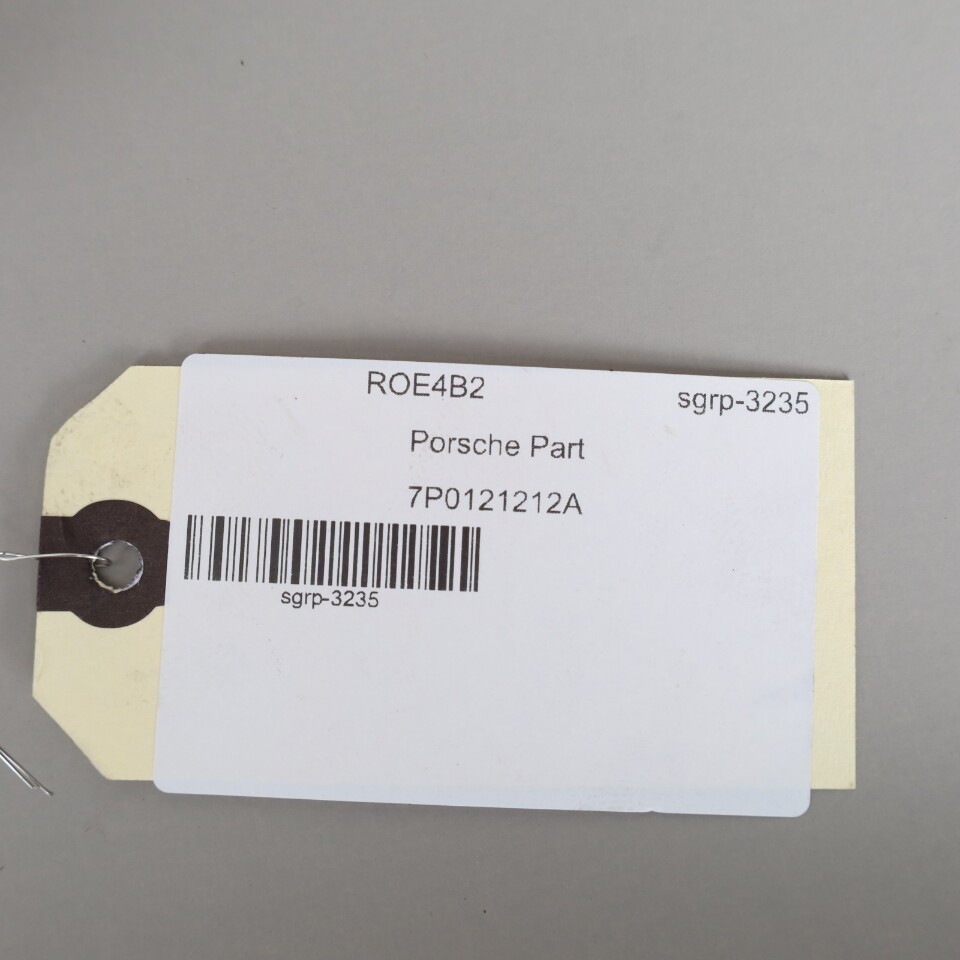 ROE4B2 sgrp-3235
Porsche Part
7P0121212A
sgrp-3235